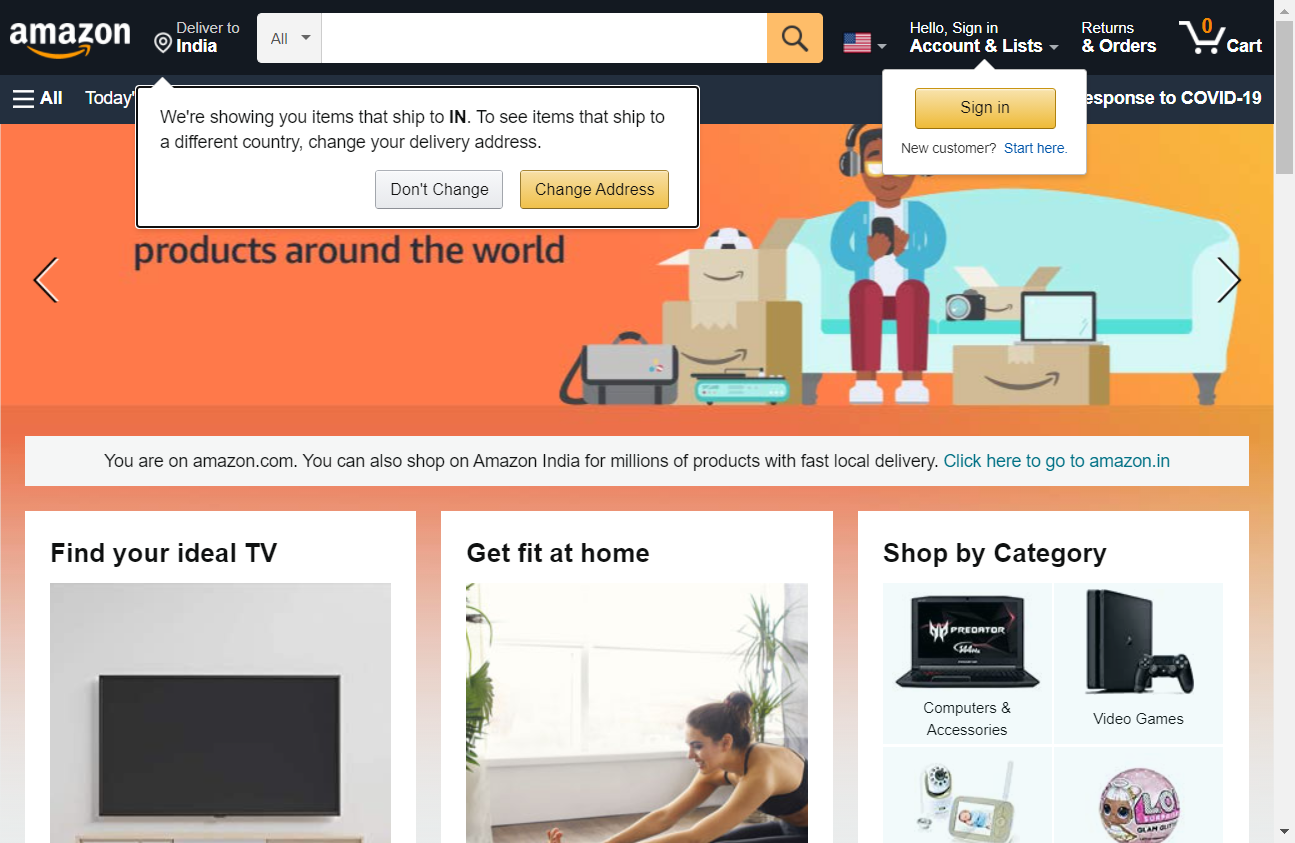 amazon
Deliver to
India
All
Hello, Sign in
Account & Lists
Returns
& Orders
0
Cart
All
Today'
esponse to COVID-19
We're showing you items that ship to IN. To see items that ship to
a different country, change your delivery address.
Don't Change
Change Address
Sign in
New customer? Start here.
products around the world
You are on amazon.com. You can also shop on Amazon India for millions of products with fast local delivery. Click here to go to amazon.in
Find your ideal TV
Get fit at home
Shop by Category
PREDATOR
144Hz
Computers &
Accessories
Video Games
L.O.L.
SURPRISE
GLAM GLITTER